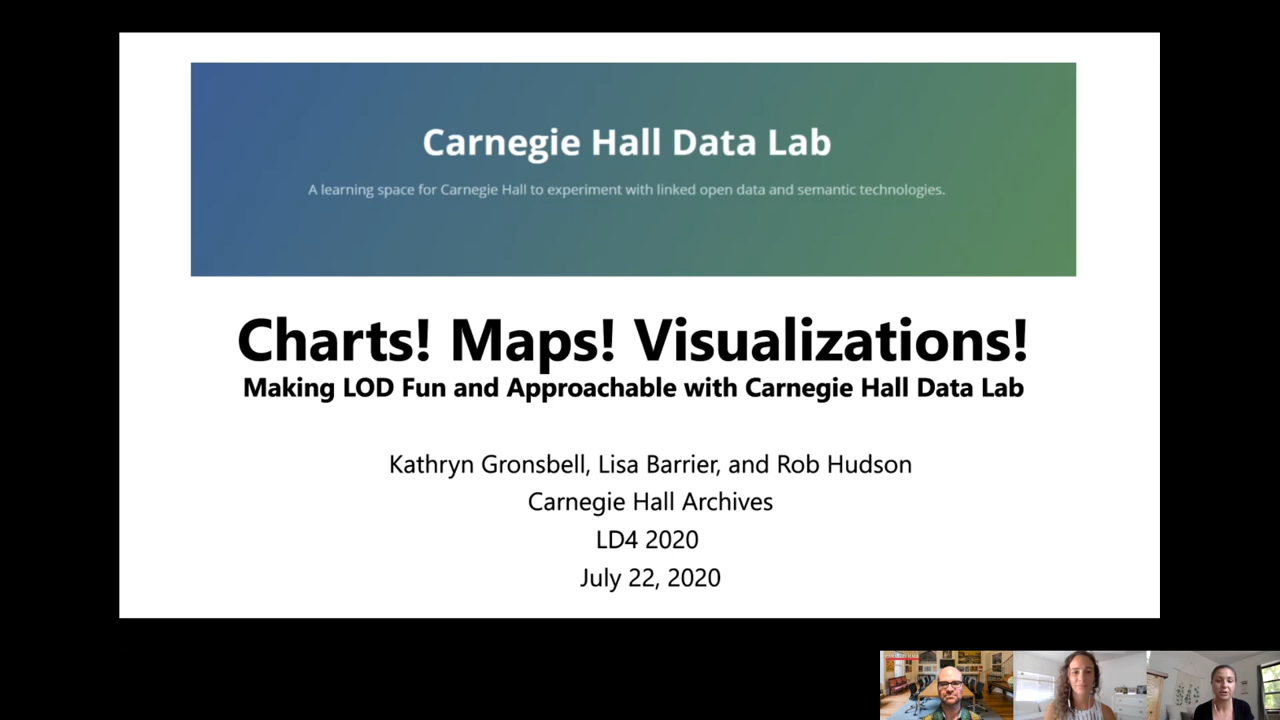 Carnegie Hall Data Lab
A learning space for Carnegie Hall to experiment with linked open data and semantic technologies.
Charts! Maps! Visualizations!
Making LOD Fun and Approachable with Carnegie Hall Data Lab
Kathryn Gronsbell, Lisa Barrier, and Rob Hudson
Carnegie Hall Archives
LD4 2020
July 22, 2020